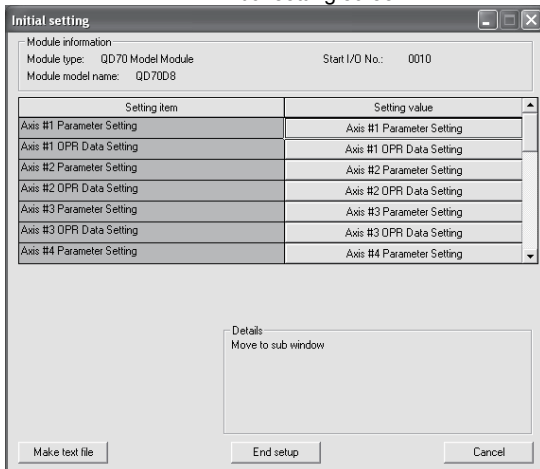 Initial setting
Module information
Module type: QD70 Model Module Start I/O No.: 0010
Module model name: QD70D8
Setting item Setting value
Axis #1 Parameter Setting Axis #1 Parameter Setting
Axis #1 OPR Data Setting Axis #1 OPR Data Setting
Axis #2 Parameter Setting Axis #2 Parameter Setting
Axis #2 OPR Data Setting Axis #2 OPR Data Setting
Axis #3 Parameter Setting Axis #3 Parameter Setting
Axis #3 OPR Data Setting Axis #3 OPR Data Setting
Axis #4 Parameter Setting Axis #4 Parameter Setting
Details
Move to sub window
Make text file End setup Cancel